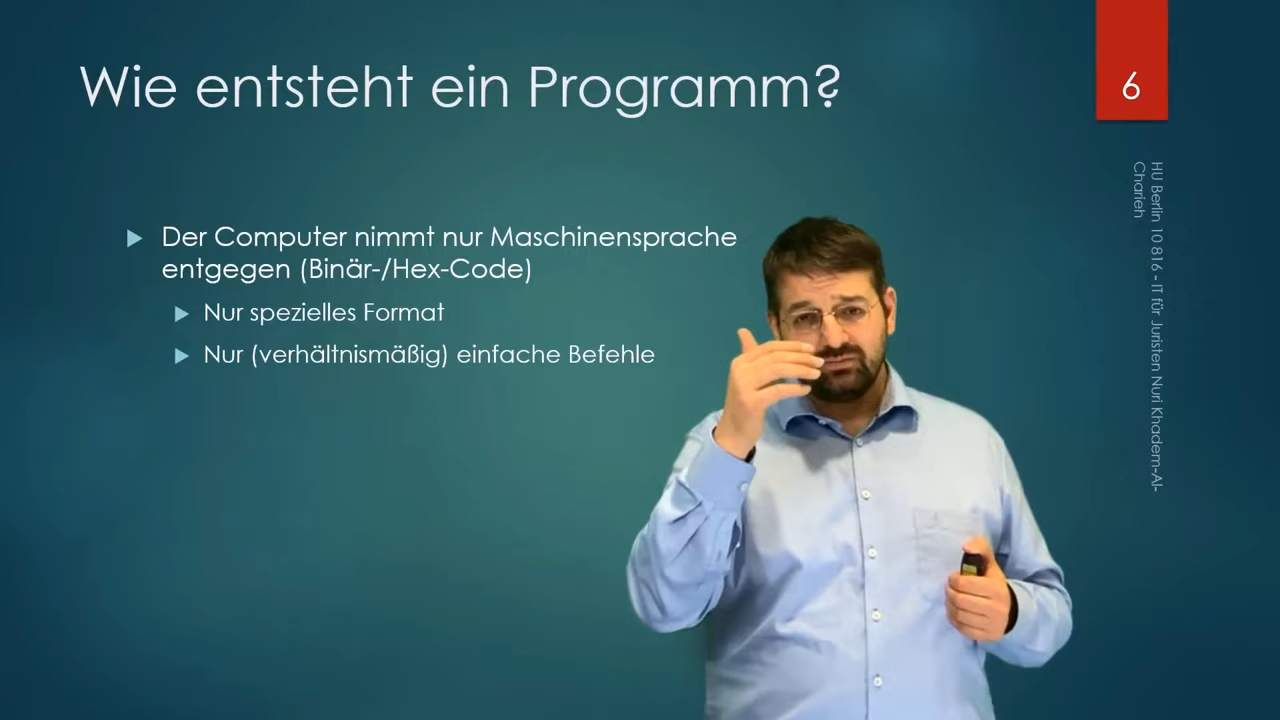 Wie entsteht ein Programm?
6
Der Computer nimmt nur Maschinensprache
entgegen (Binär-/Hex-Code)
Nur spezielles Format
Nur (verhältnismäßig) einfache Befehle
HU Berlin 10 816 - IT für Juristen Nuri Khadem-Al-
Charieh